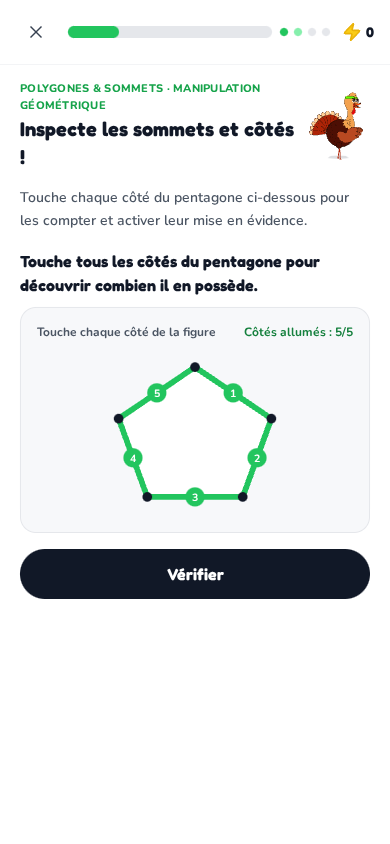 0
POLYGONES & SOMMETS · MANIPULATION
GÉOMÉTRIQUE
Inspecte les sommets et côtés
!
Touche chaque côté du pentagone ci-dessous pour
les compter et activer leur mise en évidence.
Touche tous les côtés du pentagone pour
découvrir combien il en possède.
Touche chaque côté de la figure
Côtés allumés : 5/5
5
1
4
2
3
Vérifier